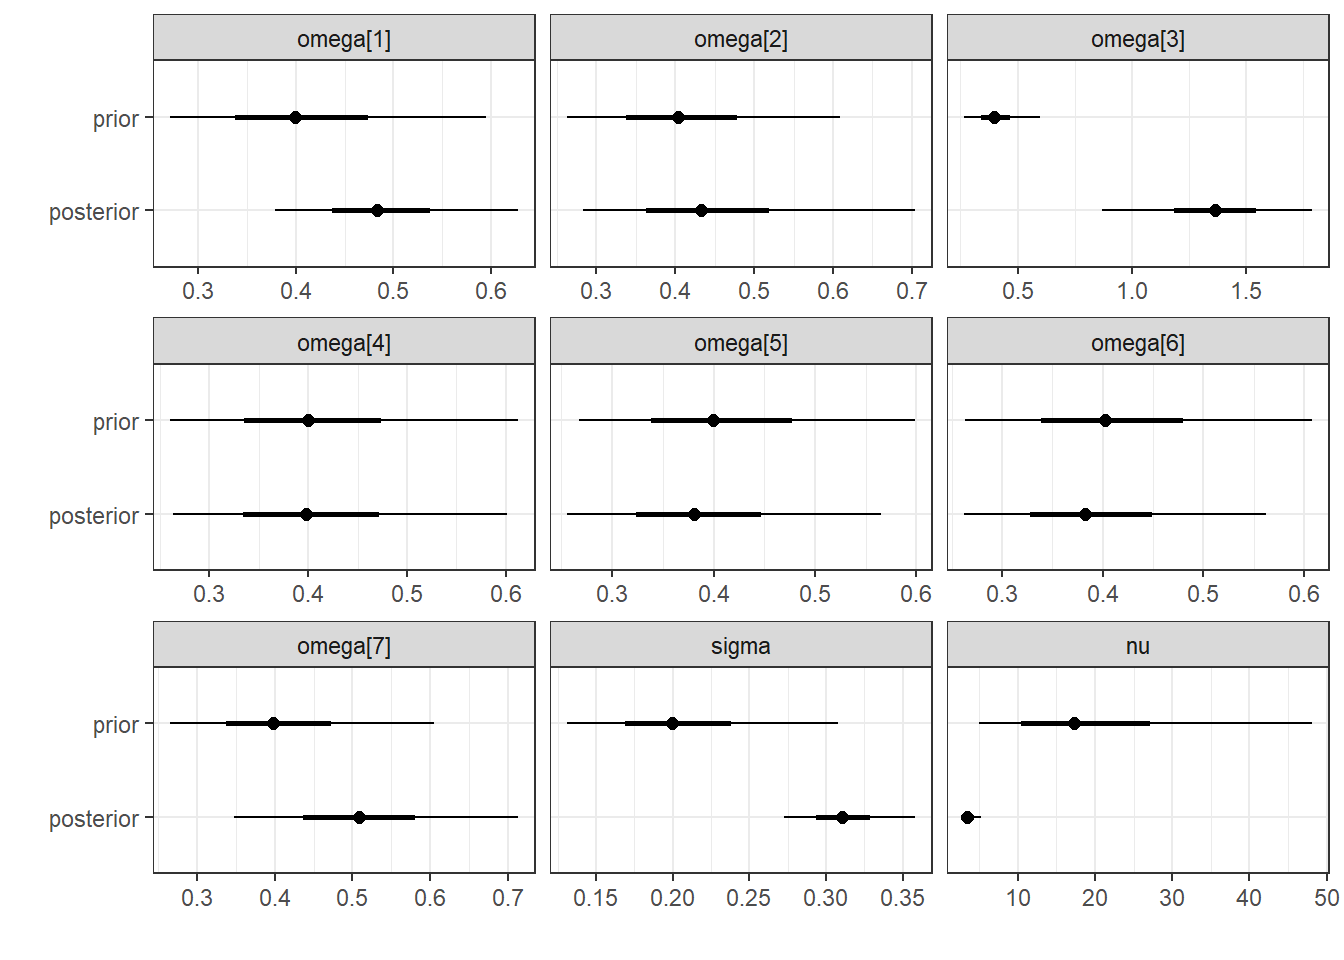 omega[1] omega[2] omega[3]
prior
posterior
0.3 0.4 0.5 0.6 0.3 0.4 0.5 0.6 0.7 0.5 1.0 1.5
omega[4] omega[5] omega[6]
prior
posterior
0.3 0.4 0.5 0.6 0.3 0.4 0.5 0.6 0.3 0.4 0.5 0.6
omega[7] sigma nu
prior
posterior
0.3 0.4 0.5 0.6 0.7 0.15 0.20 0.25 0.30 0.35 10 20 30 40 50